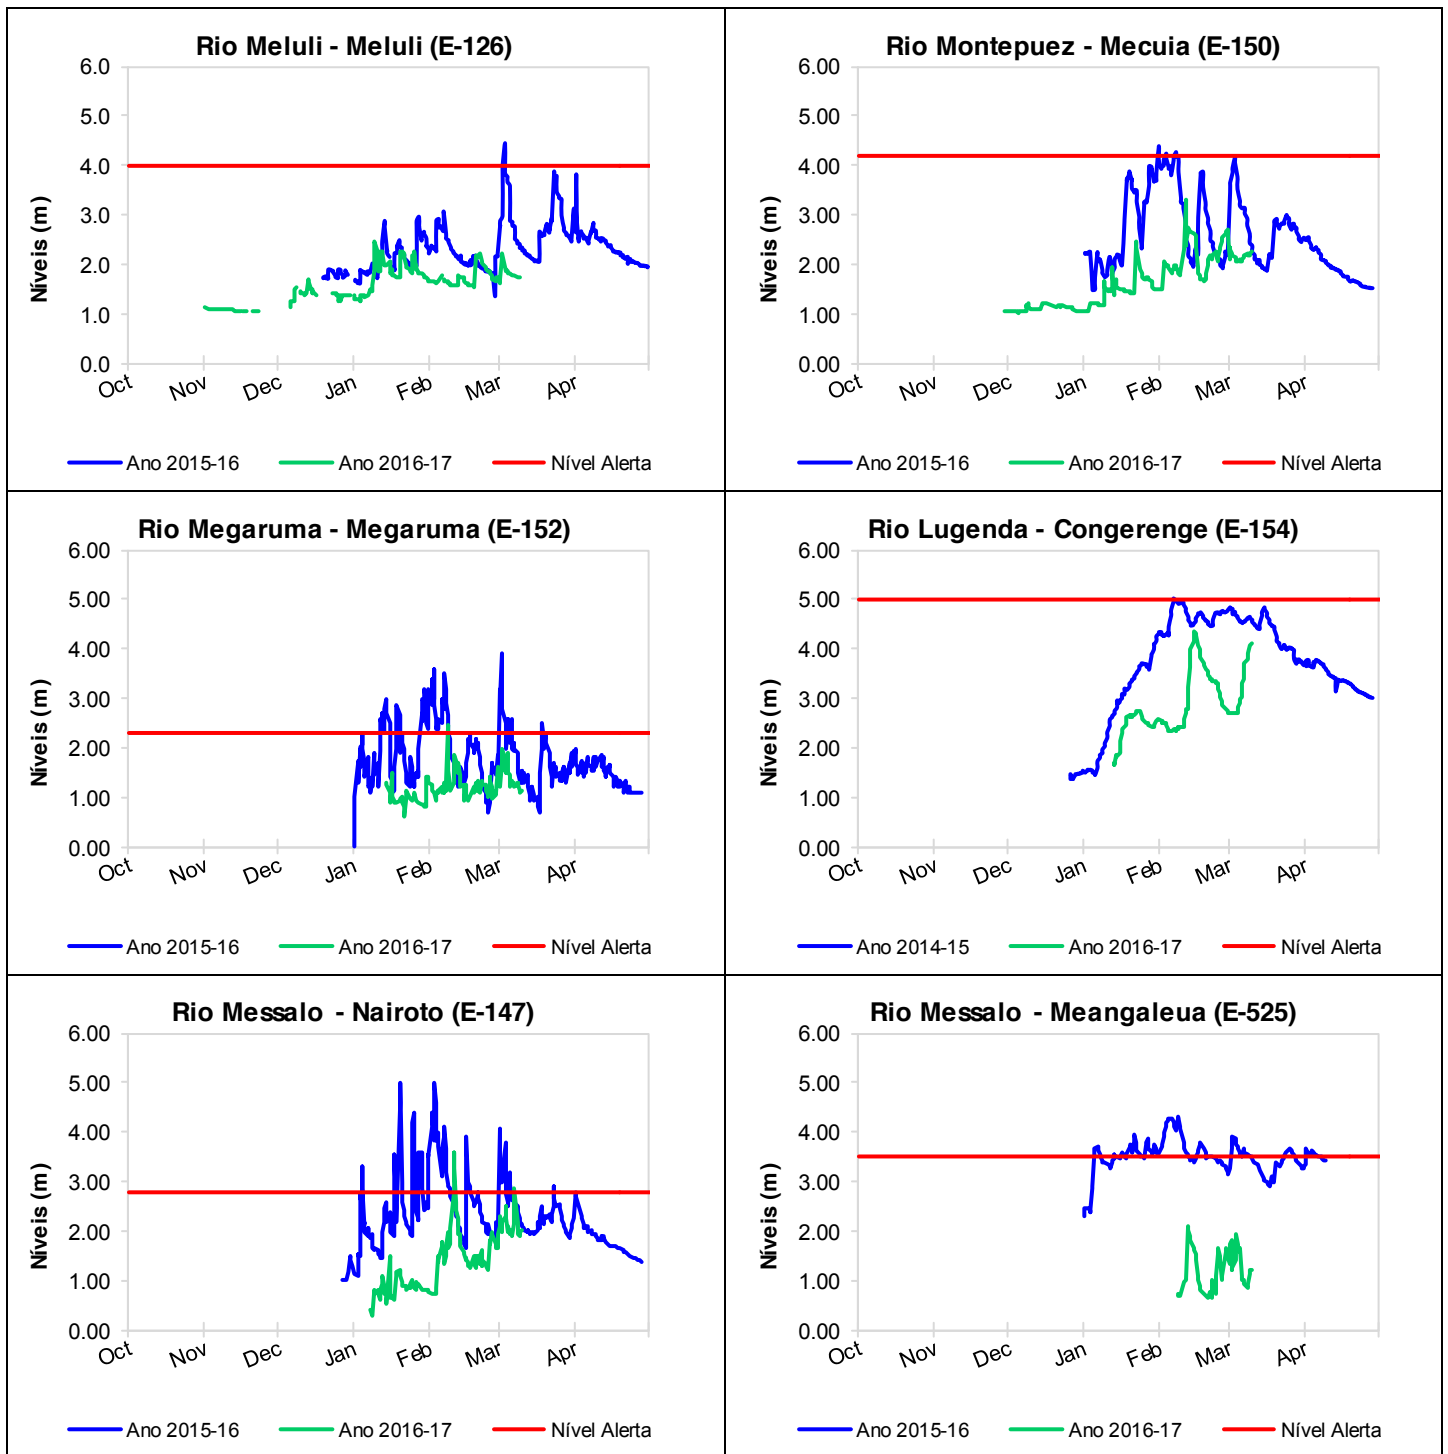 Rio Meluli - Meluli (E-126)
6.0
5.0
4.0
3.0
2.0
1.0
0.0
Níveis (m)
Oct Nov Dec Jan Feb Mar Apr
Ano 2015-16 Ano 2016-17 Nível Alerta
Rio Montepuez - Mecuia (E-150)
6.00
5.00
4.00
3.00
2.00
1.00
0.00
Níveis (m)
Oct Nov Dec Jan Feb Mar Apr
Ano 2015-16 Ano 2016-17 Nível Alerta
Rio Megaruma - Megaruma (E-152)
6.00
5.00
4.00
3.00
2.00
1.00
0.00
Níveis (m)
Oct Nov Dec Jan Feb Mar Apr
Ano 2015-16 Ano 2016-17 Nível Alerta
Rio Lugenda - Congerenge (E-154)
6.00
5.00
4.00
3.00
2.00
1.00
0.00
Níveis (m)
Oct Nov Dec Jan Feb Mar Apr
Ano 2014-15 Ano 2016-17 Nível Alerta
Rio Messalo - Nairoto (E-147)
6.00
5.00
4.00
3.00
2.00
1.00
0.00
Níveis (m)
Oct Nov Dec Jan Feb Mar Apr
Ano 2015-16 Ano 2016-17 Nível Alerta
Rio Messalo - Meangaleua (E-525)
6.00
5.00
4.00
3.00
2.00
1.00
0.00
Níveis (m)
Oct Nov Dec Jan Feb Mar Apr
Ano 2015-16 Ano 2016-17 Nível Alerta